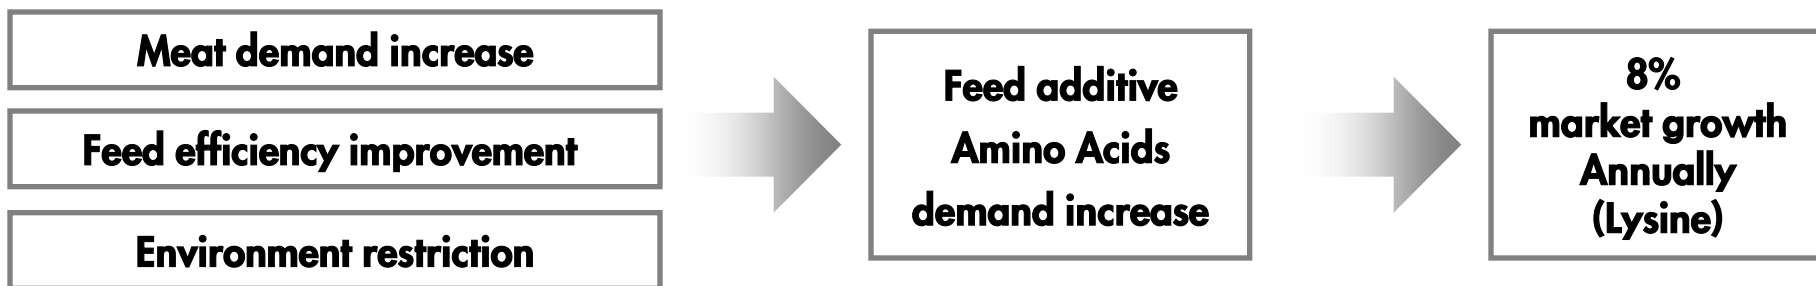 Meat demand increase
Feed efficiency improvement
Environment restriction
Feed additive
Amino Acids
demand increase
8%
market growth
Annually
(Lysine)